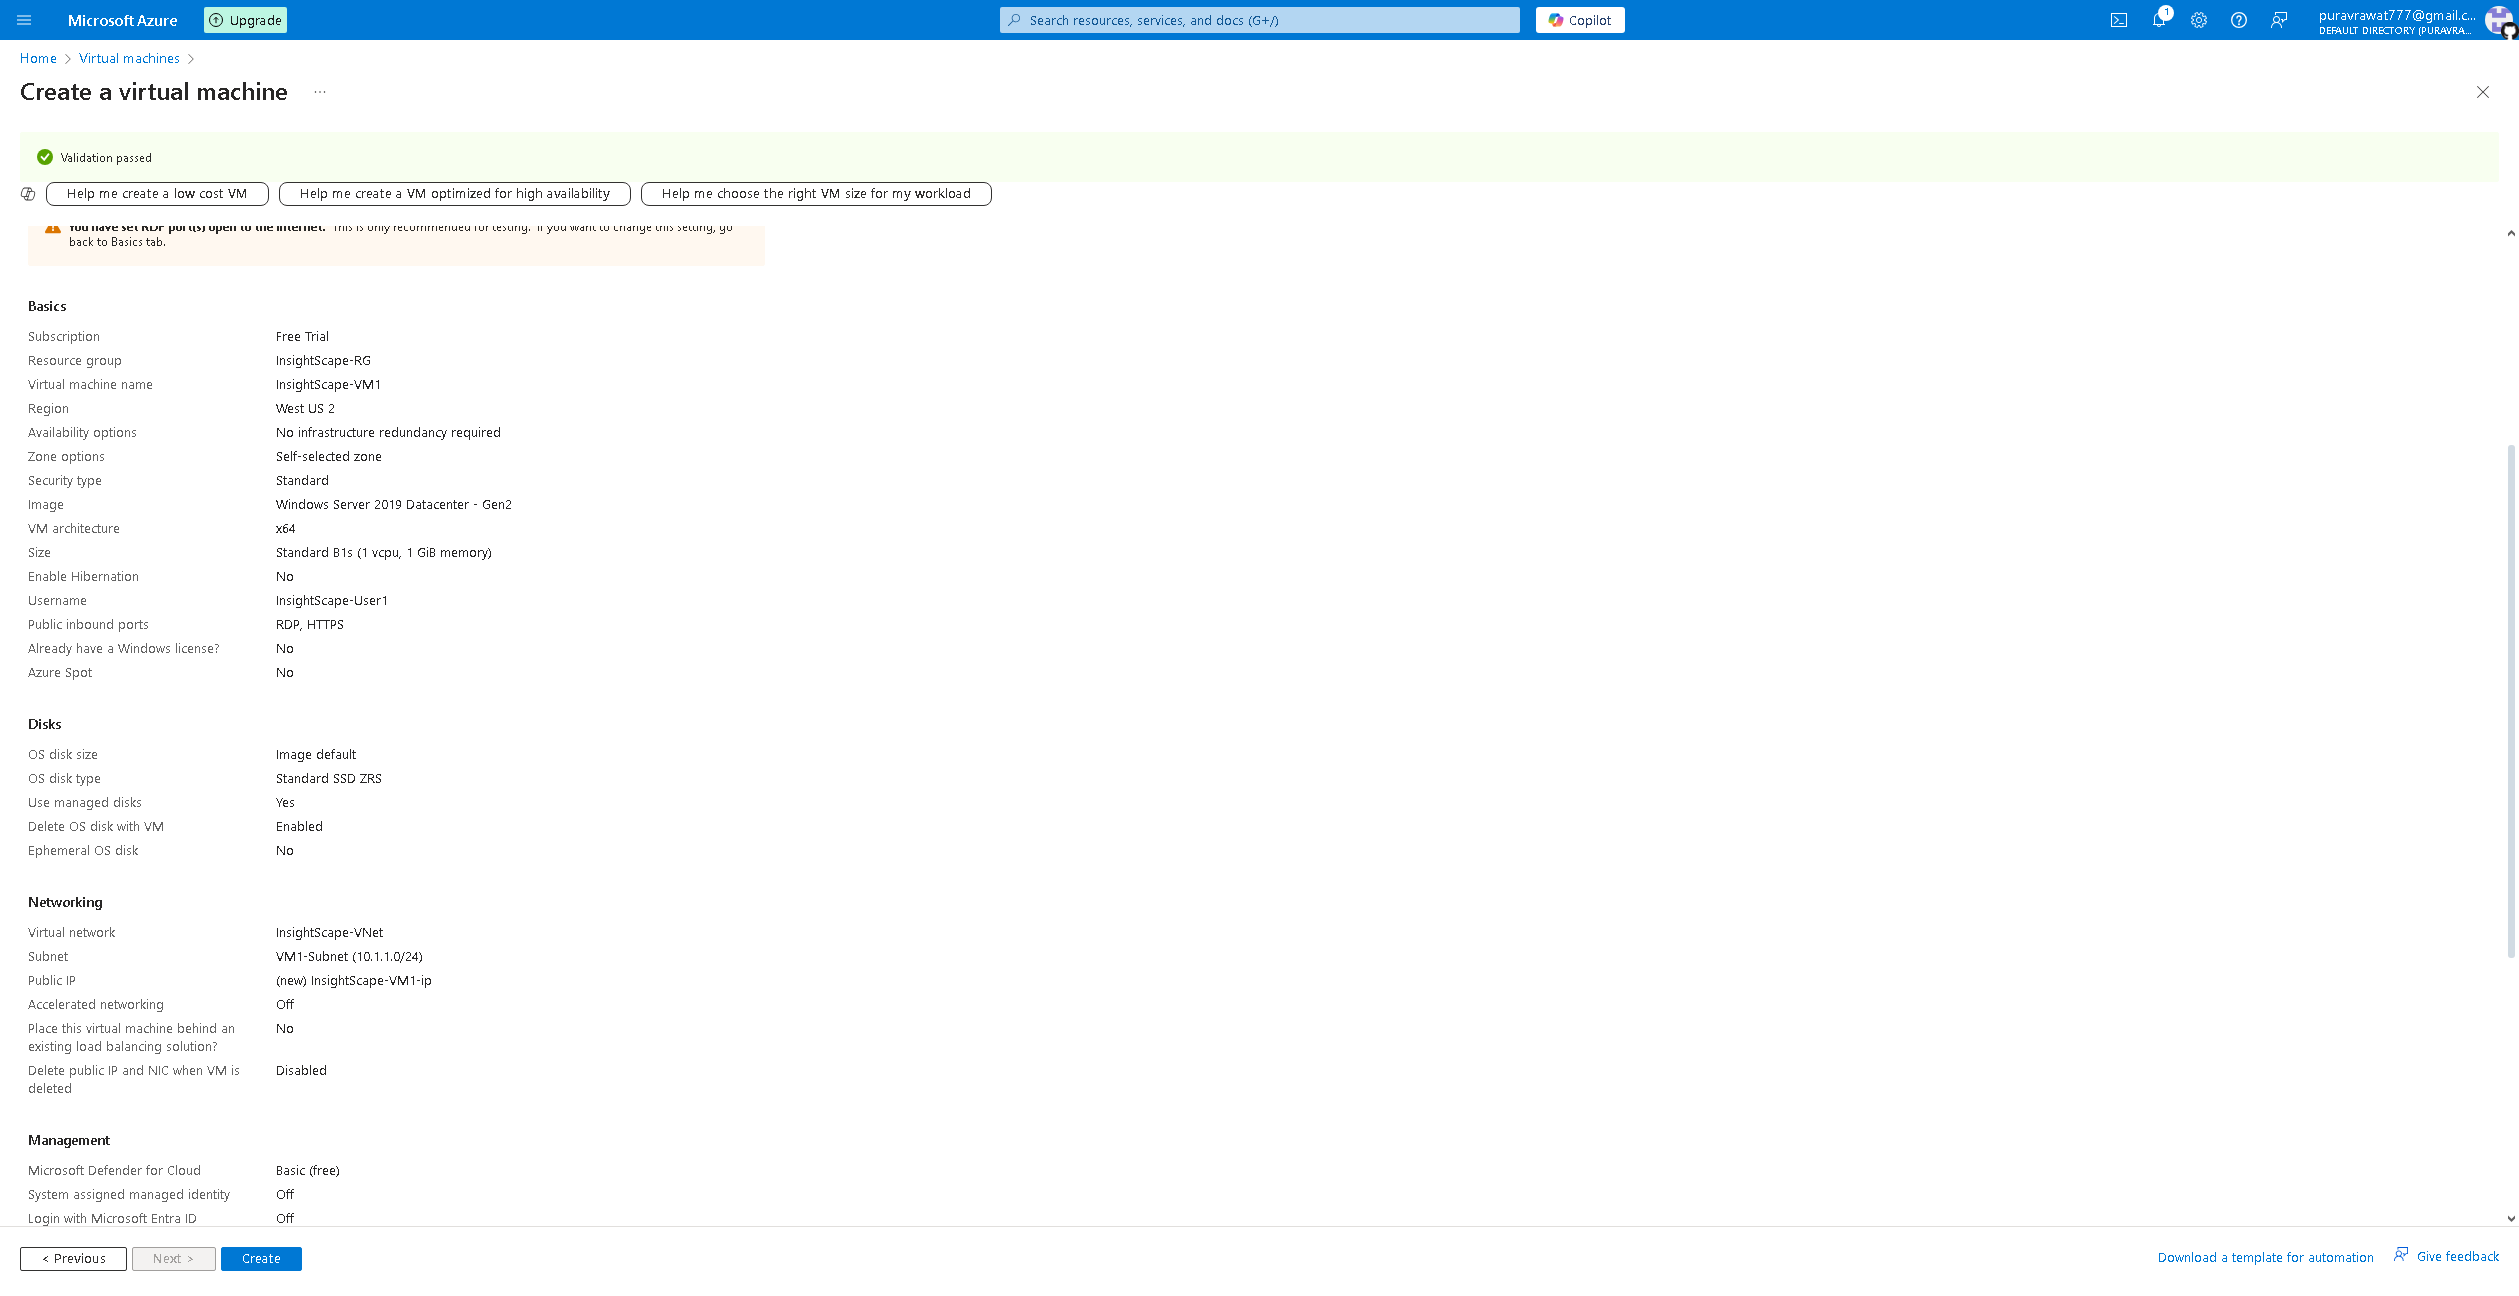 Microsoft Azure
Upgrade
Search resources, services, and docs (G+/)
Copilot
1
puravrawat777@gmail.c...
DEFAULT DIRECTORY (PURAVRA...
Home > Virtual machines >
Create a virtual machine ...
Validation passed
Help me create a low cost VM
Help me create a VM optimized for high availability
Help me choose the right VM size for my workload
You have set RDP port(s) open to the internet. This is only recommended for testing. If you want to change this setting, go
back to Basics tab.
Basics
Subscription Free Trial
Resource group InsightScape-RG
Virtual machine name InsightScape-VM1
Region West US 2
Availability options No infrastructure redundancy required
Zone options Self-selected zone
Security type Standard
Image Windows Server 2019 Datacenter - Gen2
VM architecture x64
Size Standard B1s (1 vcpu, 1 GiB memory)
Enable Hibernation No
Username InsightScape-User1
Public inbound ports RDP, HTTPS
Already have a Windows license? No
Azure Spot No
Disks
OS disk size Image default
OS disk type Standard SSD ZRS
Use managed disks Yes
Delete OS disk with VM Enabled
Ephemeral OS disk No
Networking
Virtual network InsightScape-VNet
Subnet VM1-Subnet (10.1.1.0/24)
Public IP (new) InsightScape-VM1-ip
Accelerated networking Off
Place this virtual machine behind an No
existing load balancing solution?
Delete public IP and NIC when VM is Disabled
deleted
Management
Microsoft Defender for Cloud Basic (free)
System assigned managed identity Off
Login with Microsoft Entra ID Off
< Previous
Next >
Create
Download a template for automation
Give feedback